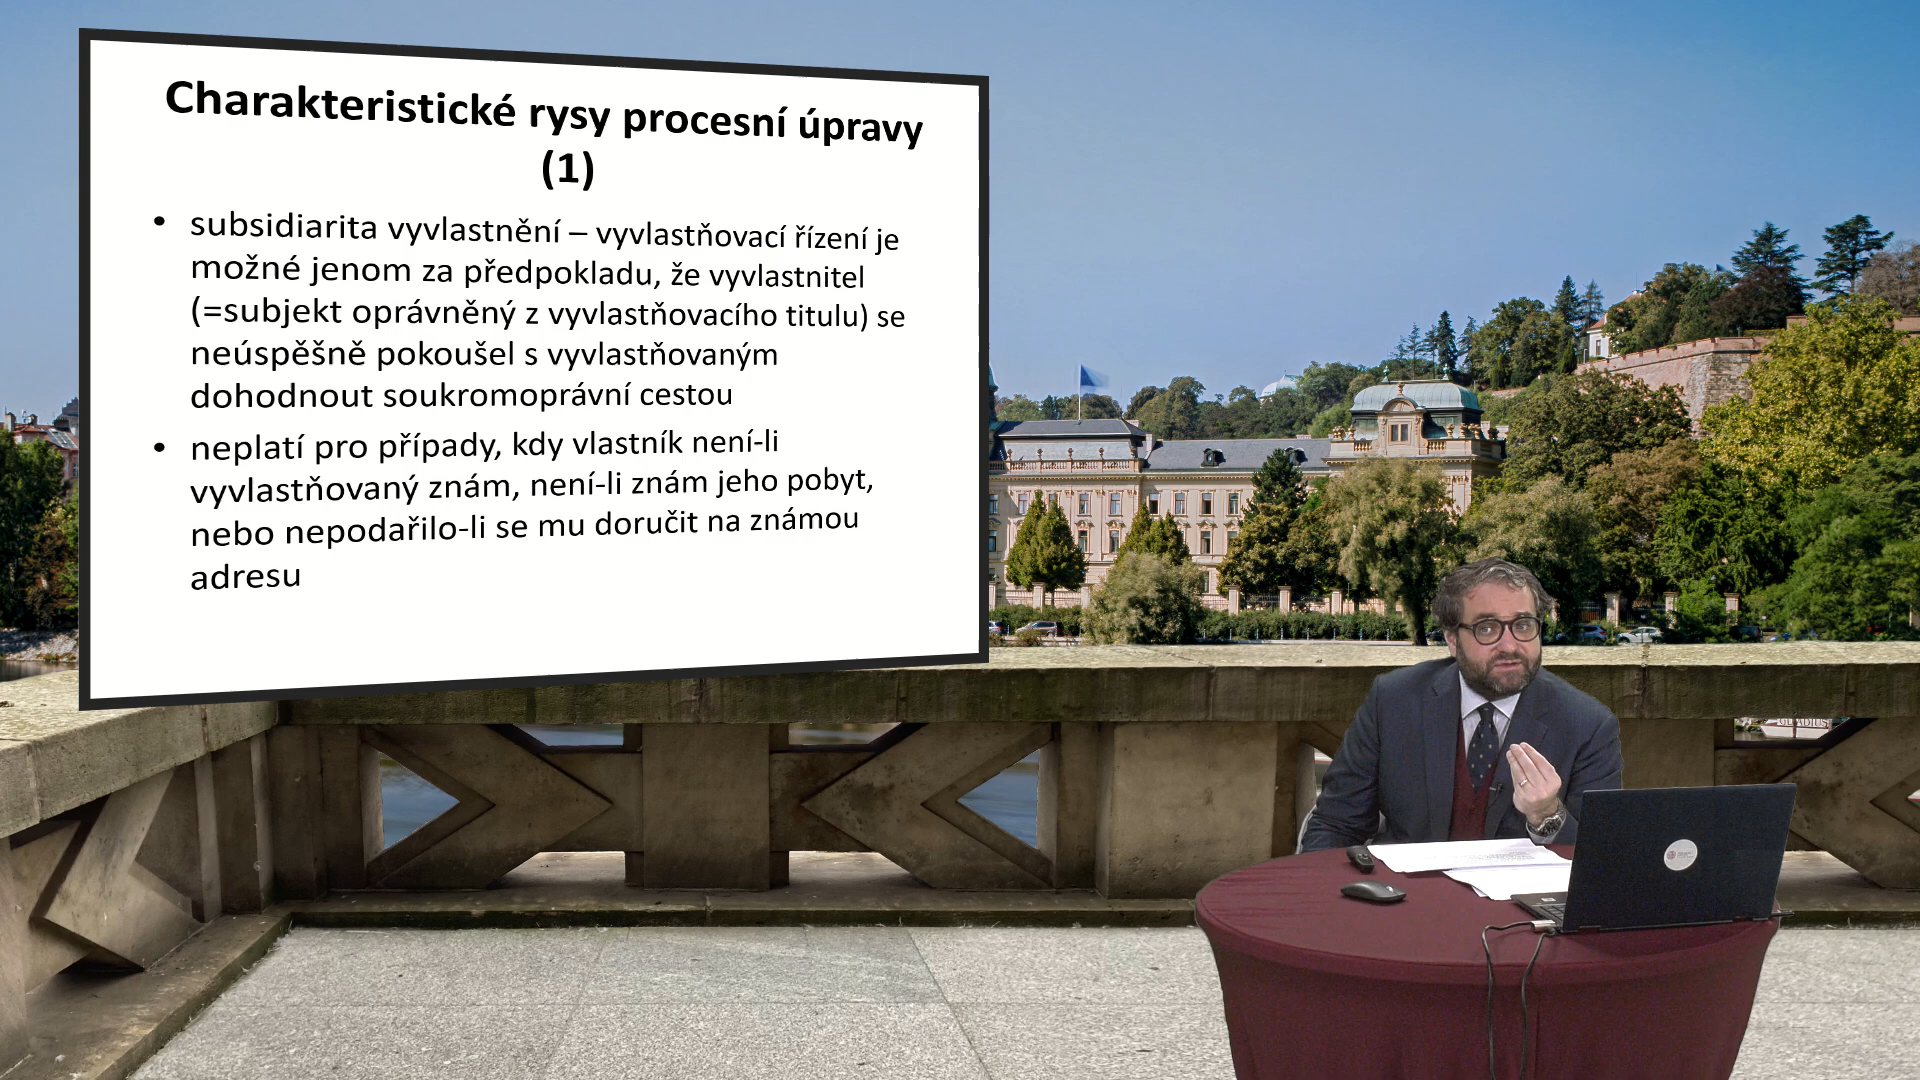 Charakteristické rysy procesní úpravy
(1)
• subsidiarita vyvlastnění – vyvlastňovací řízení je
možné jenom za předpokladu, že vyvlastnitel
(=subjekt oprávněný z vyvlastňovacího titulu) se
neúspěšně pokoušel s vyvlastňovaným
dohodnout soukromoprávní cestou
• neplatí pro případy, kdy vlastník není-li
vyvlastňovaný znám, není-li znám jeho pobyt,
nebo nepodařilo-li se mu doručit na známou
adresu
GLADIUS